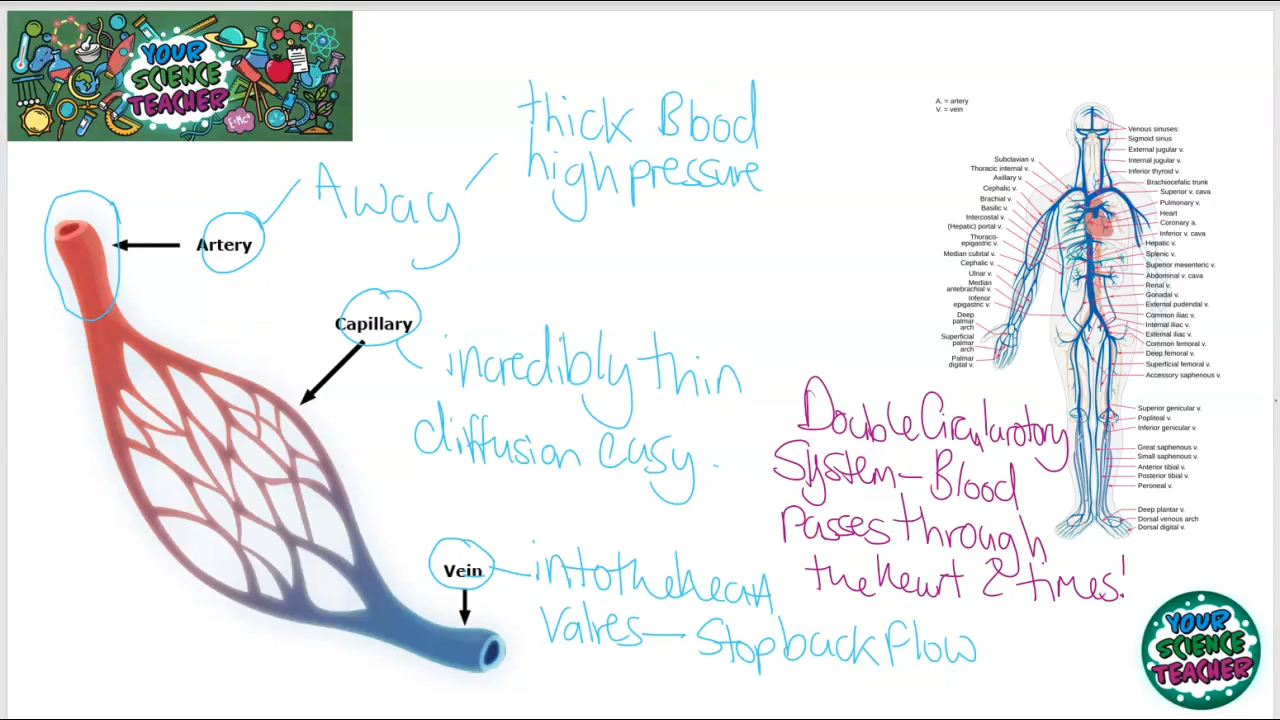 YOUR
SCIENCE
TEACHER
E=MC²
thick Blood
high pressure
Away
Artery
Capillary
incredibly thin
diffusion easy.
Vein
into the heart
Valves — Stop back flow
Double Circularotory
System — Blood
passes through
the heart 2 times!
A. = artery
V. = vein
Subclavian v.
Thoracic internal v.
Axillary v.
Cephalic v.
Brachial v.
Basilic v.
Intercostal v.
(Hepatic) portal v.
Thoraco-
epigastric v.
Median cubital v.
Cephalic v.
Ulnar v.
Median
antebrachial v.
Inferior
epigastric v.
Deep
palmar
arch
Superficial
palmar
arch
Palmar
digital v.
Venous sinuses:
Sigmoid sinus
External jugular v.
Internal jugular v.
Inferior thyroid v.
Brachiocefalic trunk
Superior v. cava
Pulmonary v.
Heart
Coronary a.
Inferior v. cava
Hepatic v.
Splenic v.
Superior mesenteric v.
Abdominal v. cava
Renal v.
Gonadal v.
External pudendal v.
Common iliac v.
Internal iliac v.
External iliac v.
Common femoral v.
Deep femoral v.
Superficial femoral v.
Accessory saphenous v.
Superior genicular v.
Popliteal v.
Inferior genicular v.
Great saphenous v.
Small saphenous v.
Anterior tibial v.
Posterior tibial v.
Peroneal v.
Deep plantar v.
Dorsal venous arch
Dorsal digital v.
YOUR
SCIENCE
TEACHER